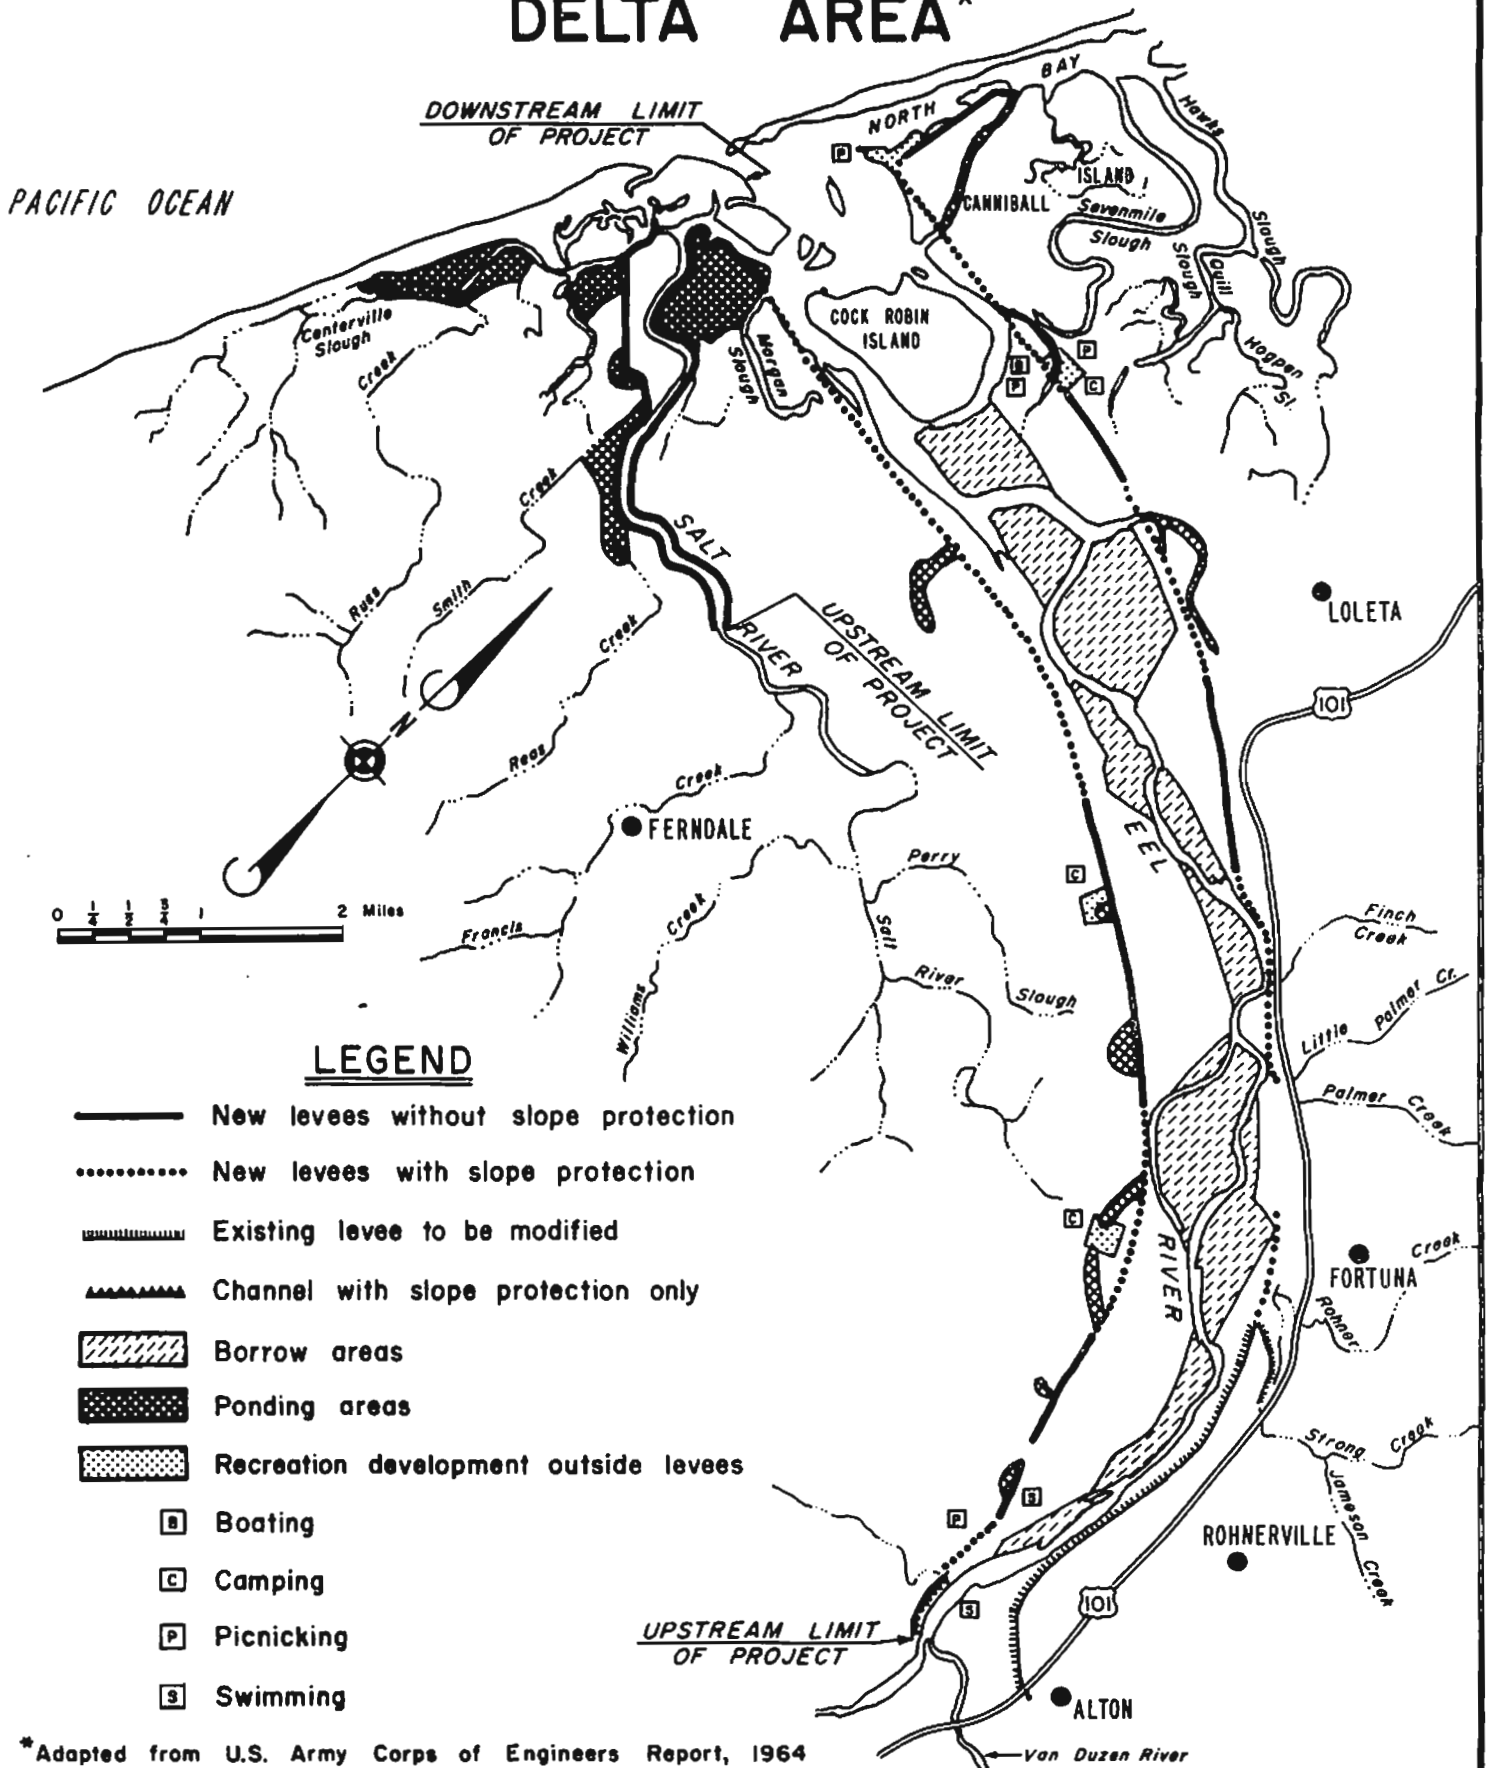 DELTA AREA*
BAY
NORTH
Hawks
Slough
DOWNSTREAM LIMIT
OF PROJECT
P
PACIFIC OCEAN
ISLAND
CANNIBALL
Sevenmile
Slough
Slough
Quill
COCK ROBIN
ISLAND
Centerville
Slough
Creek
Morgan
Slough
B
P
P
C
Hogpen
Sl.
Creek
SALT
RIVER
Russ
Smith
Creek
UPSTREAM LIMIT
OF PROJECT
LOLETA
101
N
Reas
Creek
FERNDALE
EEL
Perry
C
0 1/4 1/2 3/4 1 2 Miles
Francis
Creek
Williams
Salt
River
Slough
Finch
Creek
Little Palmer Cr.
Palmer Creek
LEGEND
New levees without slope protection
New levees with slope protection
Existing levee to be modified
Channel with slope protection only
Borrow areas
Ponding areas
Recreation development outside levees
B Boating
C Camping
P Picnicking
S Swimming
C
RIVER
FORTUNA
Rohner
Creek
Strong Creek
Jameson
Creek
S
P
ROHNERVILLE
S
101
UPSTREAM LIMIT
OF PROJECT
ALTON
Van Duzen River
*Adapted from U.S. Army Corps of Engineers Report, 1964